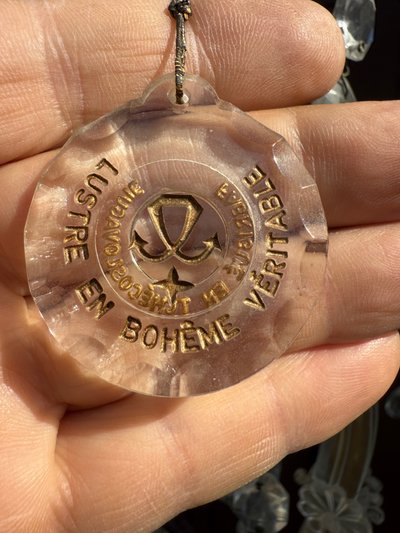 LUSTRE EN BOHÊME VÉRITABLE
FABRIQUÉ EN TCHÉCOSLOVAQUIE